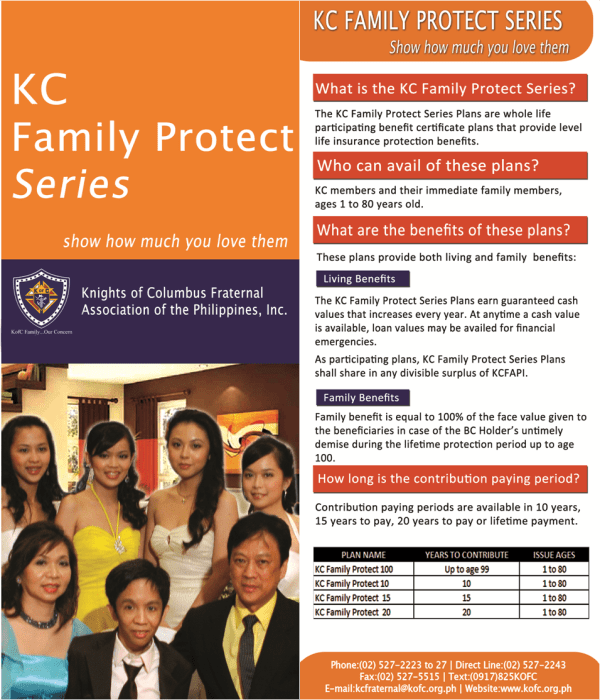 KC
Family Protect
Series
show how much you love them
KofC Family...Our Concern
Knights of Columbus Fraternal
Association of the Philippines, Inc.
KC FAMILY PROTECT SERIES
Show how much you love them
What is the KC Family Protect Series?
The KC Family Protect Series Plans are whole life
participating benefit certificate plans that provide level
life insurance protection benefits.
Who can avail of these plans?
KC members and their immediate family members,
ages 1 to 80 years old.
What are the benefits of these plans?
These plans provide both living and family benefits:
Living Benefits
The KC Family Protect Series Plans earn guaranteed cash
values that increases every year. At anytime a cash value
is available, loan values may be availed for financial
emergencies.
As participating plans, KC Family Protect Series Plans
shall share in any divisible surplus of KCFAPI.
Family Benefits
Family benefit is equal to 100% of the face value given to
the beneficiaries in case of the BC Holder's untimely
demise during the lifetime protection period up to age
100.
How long is the contribution paying period?
Contribution paying periods are available in 10 years,
15 years to pay, 20 years to pay or lifetime payment.
PLAN NAME YEARS TO CONTRIBUTE ISSUE AGES
KC Family Protect 100 Up to age 99 1 to 80
KC Family Protect 10 10 1 to 80
KC Family Protect 15 15 1 to 80
KC Family Protect 20 20 1 to 80
Phone:(02) 527-2223 to 27 | Direct Line:(02) 527-2243
Fax:(02) 527-5515 | Text:(0917)825KOFC
E-mail:kcfraternal@kofc.org.ph | Website:www.kofc.org.ph